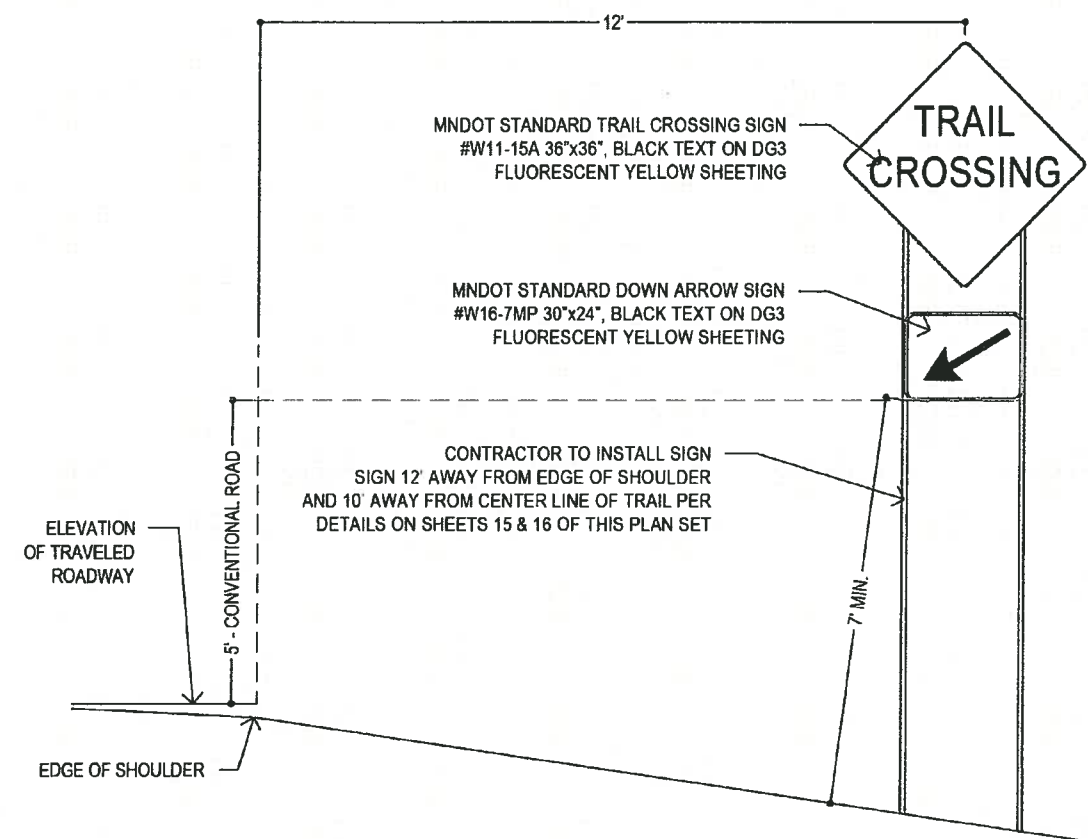 12'
TRAIL
CROSSING
MNDOT STANDARD TRAIL CROSSING SIGN
#W11-15A 36"x36", BLACK TEXT ON DG3
FLUORESCENT YELLOW SHEETING
MNDOT STANDARD DOWN ARROW SIGN
#W16-7MP 30"x24", BLACK TEXT ON DG3
FLUORESCENT YELLOW SHEETING
CONTRACTOR TO INSTALL SIGN
SIGN 12' AWAY FROM EDGE OF SHOULDER
AND 10' AWAY FROM CENTER LINE OF TRAIL PER
DETAILS ON SHEETS 15 & 16 OF THIS PLAN SET
ELEVATION
OF TRAVELED
ROADWAY
5' - CONVENTIONAL ROAD
7' MIN.
EDGE OF SHOULDER